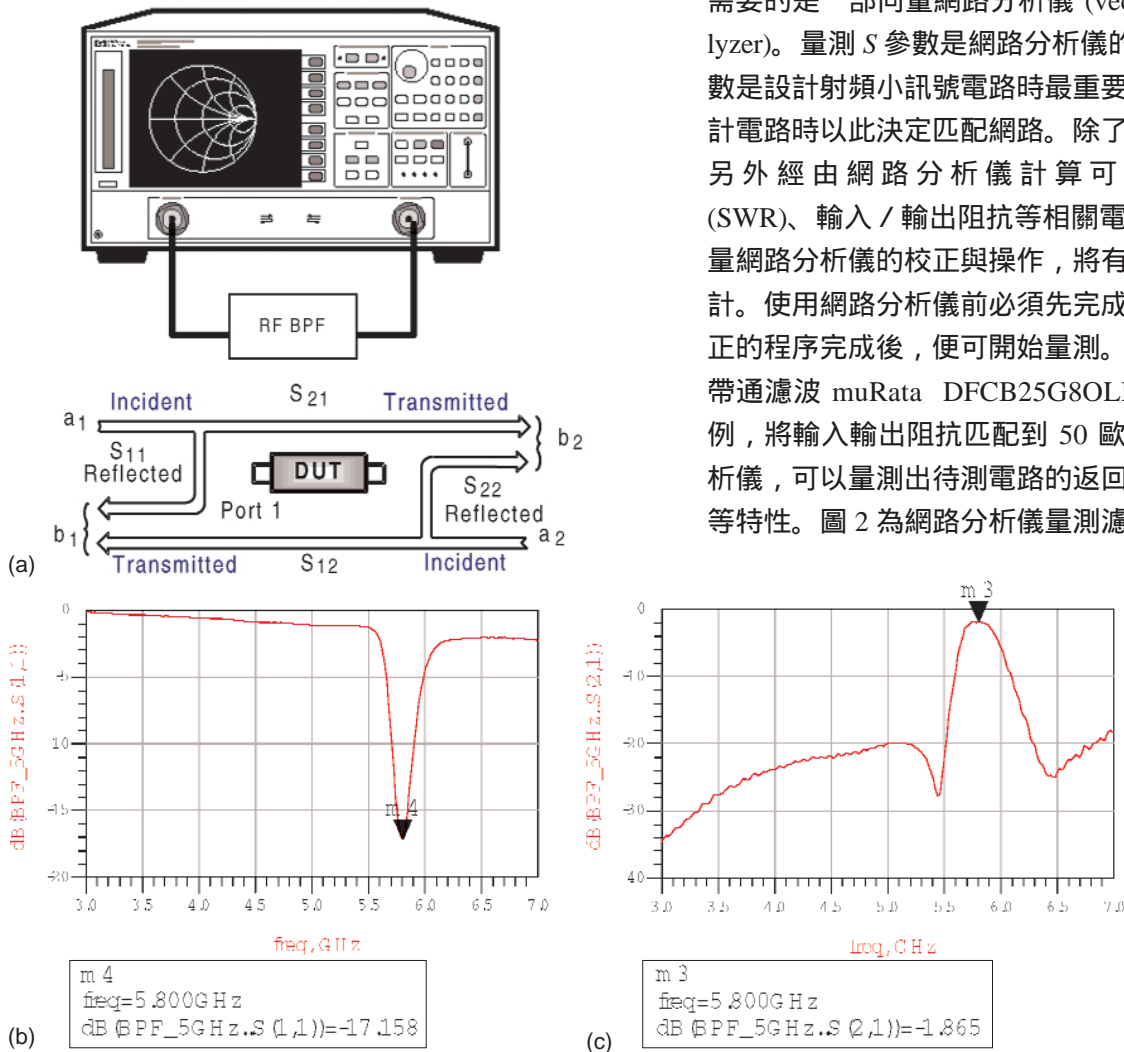 需要的是一部向量網路分析儀 (vec
lyzer)。量測 S 參數是網路分析儀的
數是設計射頻小訊號電路時最重要
計電路時以此決定匹配網路。除了
另外經由網路分析儀計算可
(SWR)、輸入／輸出阻抗等相關電
量網路分析儀的校正與操作，將有
計。使用網路分析儀前必須先完成
正的程序完成後，便可開始量測。
帶通濾波 muRata DFCB25G8OL
例，將輸入輸出阻抗匹配到 50 歐
析儀，可以量測出待測電路的返回
等特性。圖 2 為網路分析儀量測濾
RF BPF
Incident S21 Transmitted
a1
b2
S11
Reflected
DUT
S22
Reflected
Port 1
b1
a2
Transmitted S12 Incident
(a)
0
-5
-10
-15
-20
dB(BPF_5GHz..S(1,1))
m4
3.0 3.5 4.0 4.5 5.0 5.5 6.0 6.5 7.0
freq, GHz
m4
freq=5.800GHz
dB(BPF_5GHz..S(1,1))=-17.158
(b)
m3
0
-10
-20
-30
-40
dB(BPF_5GHz..S(2,1))
3.0 3.5 4.0 4.5 5.0 5.5 6.0 6.5 7.0
freq, GHz
m3
freq=5.800GHz
dB(BPF_5GHz..S(2,1))=-1.865
(c)